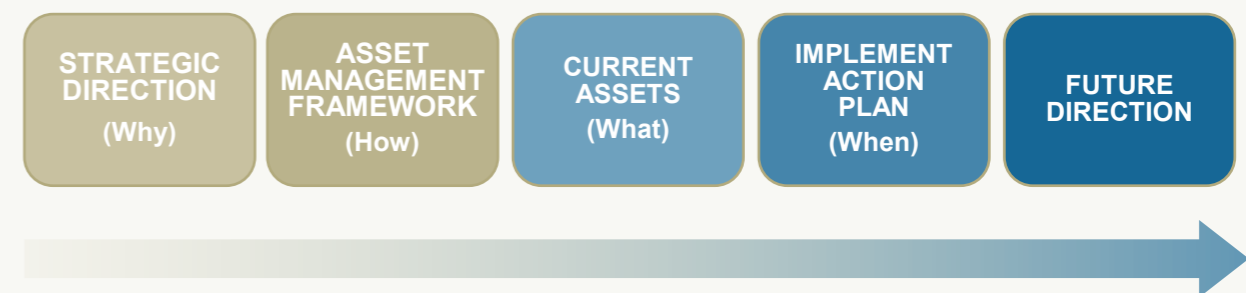 STRATEGIC
DIRECTION
(Why)
ASSET
MANAGEMENT
FRAMEWORK
(How)
CURRENT
ASSETS
(What)
IMPLEMENT
ACTION
PLAN
(When)
FUTURE
DIRECTION